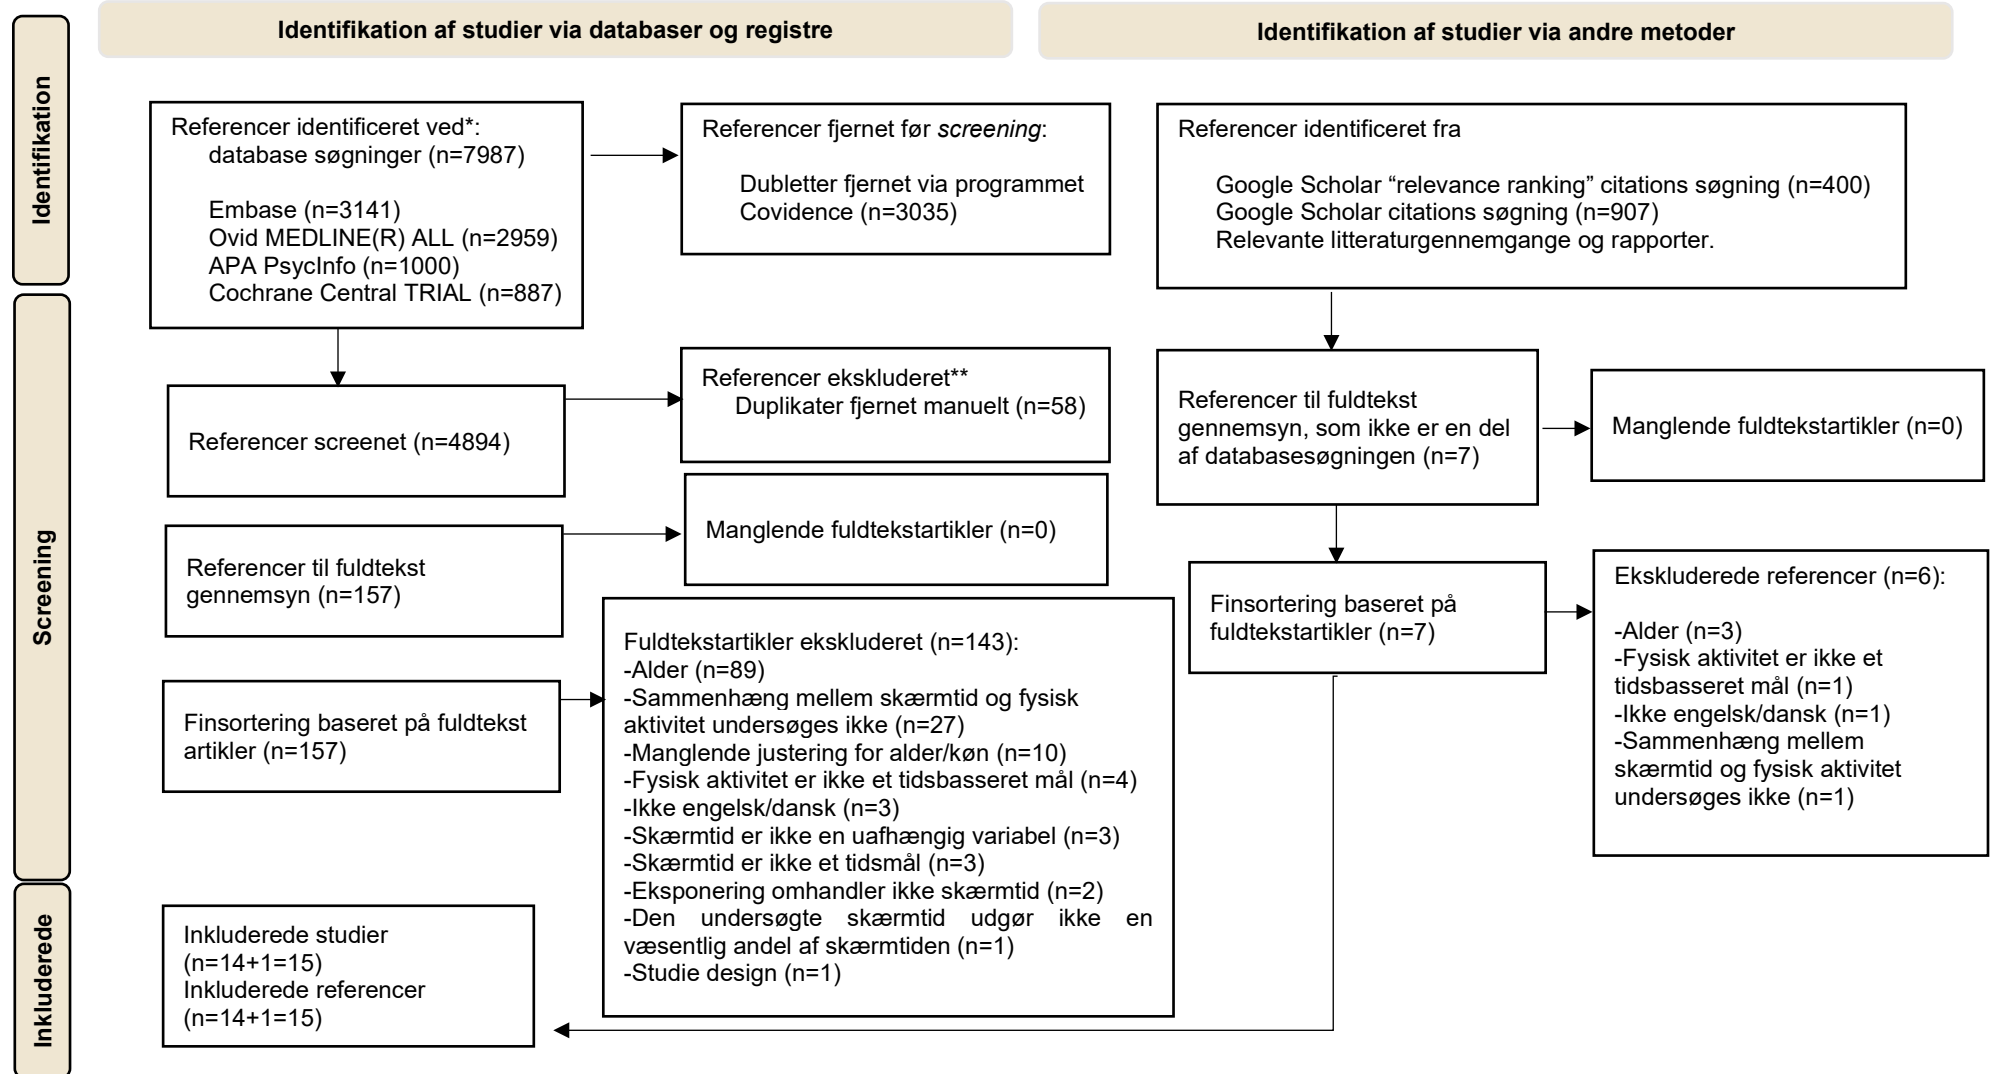 Identifikation af studier via databaser og registre
Identifikation af studier via andre metoder
Identifikation
Referencer identificeret ved*:
database søgninger (n=7987)
Embase (n=3141)
Ovid MEDLINE(R) ALL (n=2959)
APA PsycInfo (n=1000)
Cochrane Central TRIAL (n=887)
Referencer fjernet før screening:
Dubletter fjernet via programmet
Covidence (n=3035)
Referencer identificeret fra
Google Scholar “relevance ranking” citations søgning (n=400)
Google Scholar citations søgning (n=907)
Relevante litteraturgennemgange og rapporter.
Screening
Referencer screenet (n=4894)
Referencer ekskluderet**
Duplikater fjernet manuelt (n=58)
Referencer til fuldtekst
gennemsyn, som ikke er en del
af databasesøgningen (n=7)
Manglende fuldtekstartikler (n=0)
Referencer til fuldtekst
gennemsyn (n=157)
Manglende fuldtekstartikler (n=0)
Finsortering baseret på
fuldtekstartikler (n=7)
Ekskluderede referencer (n=6):
-Alder (n=3)
-Fysisk aktivitet er ikke et
tidsbasseret mål (n=1)
-Ikke engelsk/dansk (n=1)
-Sammenhæng mellem
skærmtid og fysisk aktivitet
undersøges ikke (n=1)
Finsortering baseret på fuldtekst
artikler (n=157)
Fuldtekstartikler ekskluderet (n=143):
-Alder (n=89)
-Sammenhæng mellem skærmtid og fysisk
aktivitet undersøges ikke (n=27)
-Manglende justering for alder/køn (n=10)
-Fysisk aktivitet er ikke et tidsbasseret mål (n=4)
-Ikke engelsk/dansk (n=3)
-Skærmtid er ikke en uafhængig variabel (n=3)
-Skærmtid er ikke et tidsmål (n=3)
-Eksponering omhandler ikke skærmtid (n=2)
-Den undersøgte skærmtid udgør ikke en
væsentlig andel af skærmtiden (n=1)
-Studie design (n=1)
Inkluderede
Inkluderede studier
(n=14+1=15)
Inkluderede referencer
(n=14+1=15)